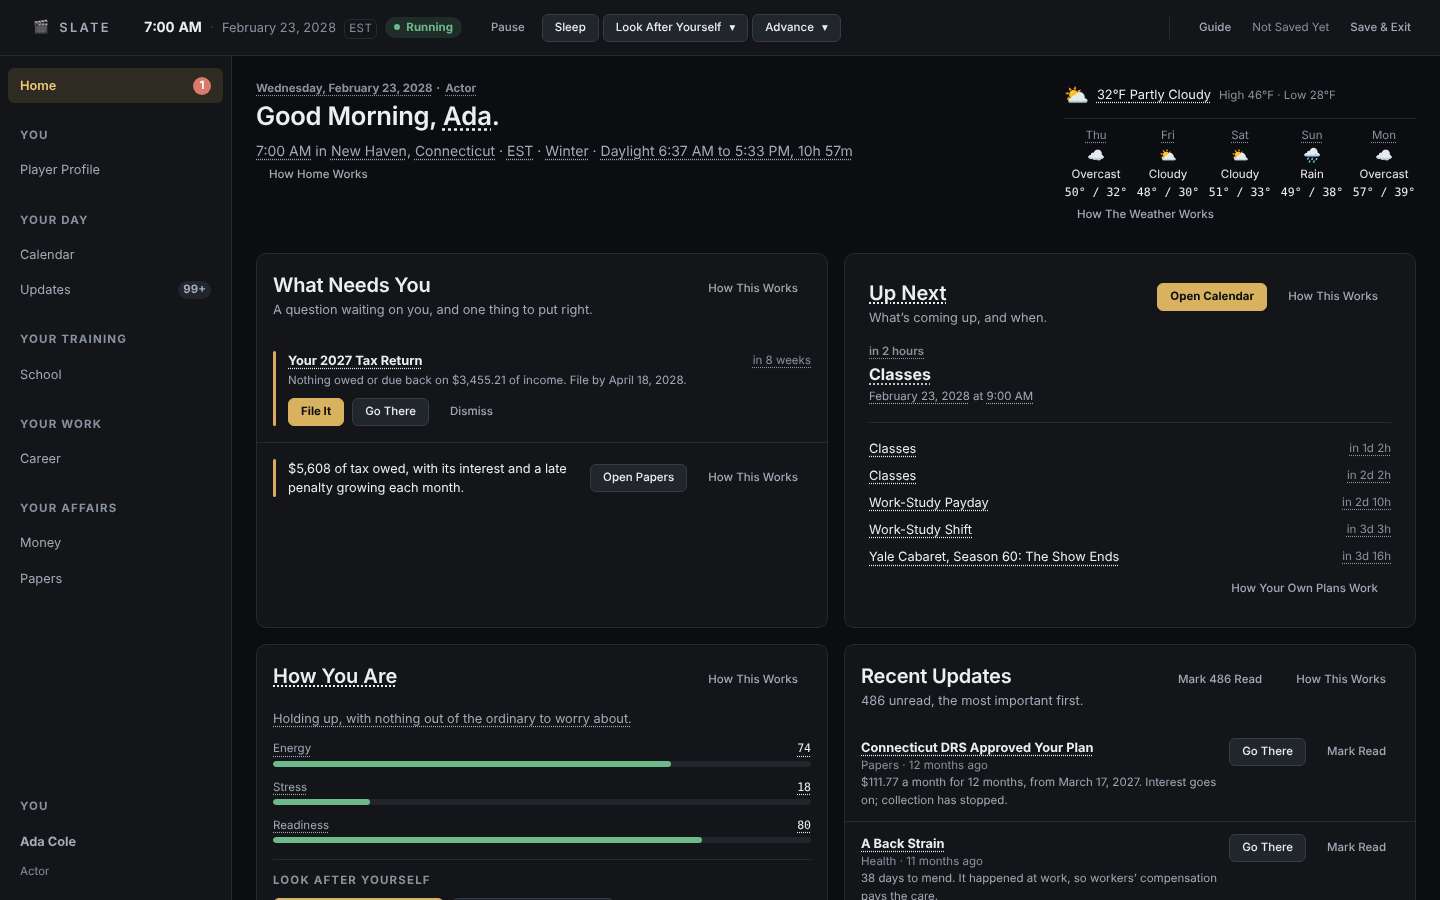 SLATE
7:00 AM · February 23, 2028 EST Running
Pause
Sleep
Look After Yourself ▾
Advance ▾
Guide
Not Saved Yet
Save & Exit
Home 1
YOU
Player Profile
YOUR DAY
Calendar
Updates 99+
YOUR TRAINING
School
YOUR WORK
Career
YOUR AFFAIRS
Money
Papers
YOU
Ada Cole
Actor
Wednesday, February 23, 2028 · Actor
Good Morning, Ada.
7:00 AM in New Haven, Connecticut · EST · Winter · Daylight 6:37 AM to 5:33 PM, 10h 57m
How Home Works
32°F Partly Cloudy High 46°F · Low 28°F
Thu Fri Sat Sun Mon
Overcast Cloudy Cloudy Rain Overcast
50° / 32° 48° / 30° 51° / 33° 49° / 38° 57° / 39°
How The Weather Works
What Needs You
How This Works
A question waiting on you, and one thing to put right.
Your 2027 Tax Return
in 8 weeks
Nothing owed or due back on $3,455.21 of income. File by April 18, 2028.
File It
Go There
Dismiss
$5,608 of tax owed, with its interest and a late
penalty growing each month.
Open Papers
How This Works
Up Next
Open Calendar
How This Works
What's coming up, and when.
in 2 hours
Classes
February 23, 2028 at 9:00 AM
Classes in 1d 2h
Classes in 2d 2h
Work-Study Payday in 2d 10h
Work-Study Shift in 3d 3h
Yale Cabaret, Season 60: The Show Ends in 3d 16h
How Your Own Plans Work
How You Are
How This Works
Holding up, with nothing out of the ordinary to worry about.
Energy 74
Stress 18
Readiness 80
LOOK AFTER YOURSELF
Recent Updates
Mark 486 Read
How This Works
486 unread, the most important first.
Connecticut DRS Approved Your Plan
Go There
Mark Read
Papers · 12 months ago
$111.77 a month for 12 months, from March 17, 2027. Interest goes
on; collection has stopped.
A Back Strain
Go There
Mark Read
Health · 11 months ago
38 days to mend. It happened at work, so workers' compensation
pays the care.